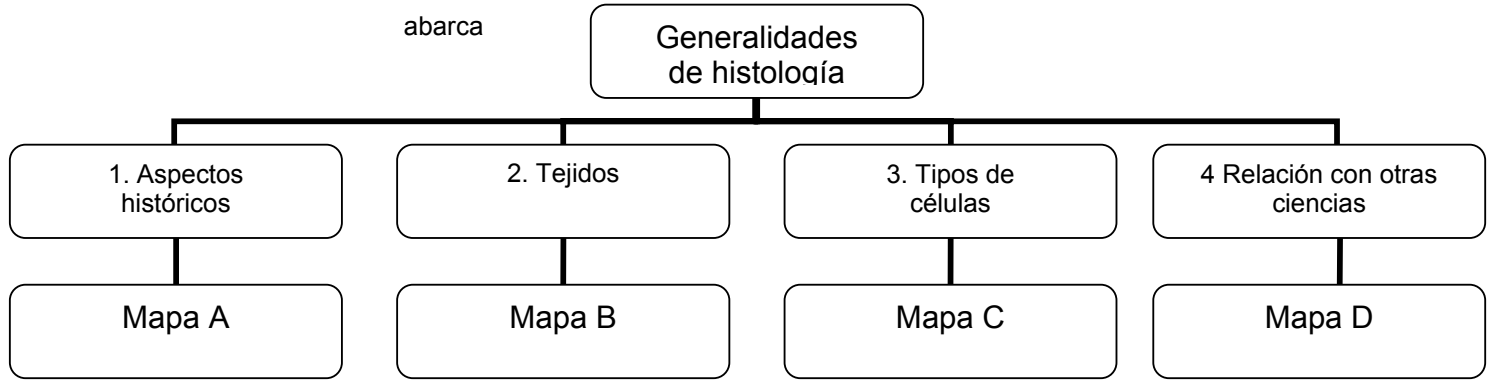 abarca
Generalidades
de histología
1. Aspectos
históricos
2. Tejidos
3. Tipos de
células
4 Relación con otras
ciencias
Mapa A
Mapa B
Mapa C
Mapa D